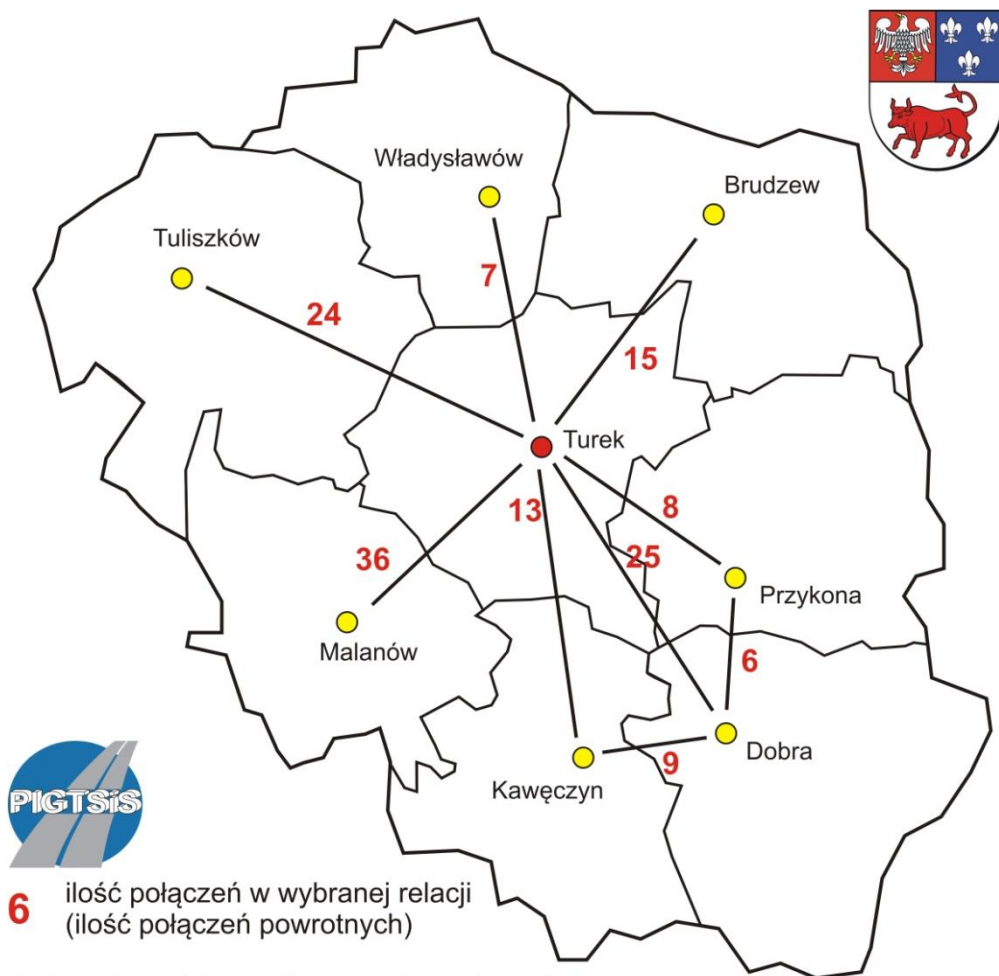 Władysławów
Brudzew
Tuliszków
7
24
15
Turek
13
8
36
25
Przykona
Malanów
6
Dobra
9
Kawęczyn
PIGTSiS
6 ilość połączeń w wybranej relacji
(ilość połączeń powrotnych)